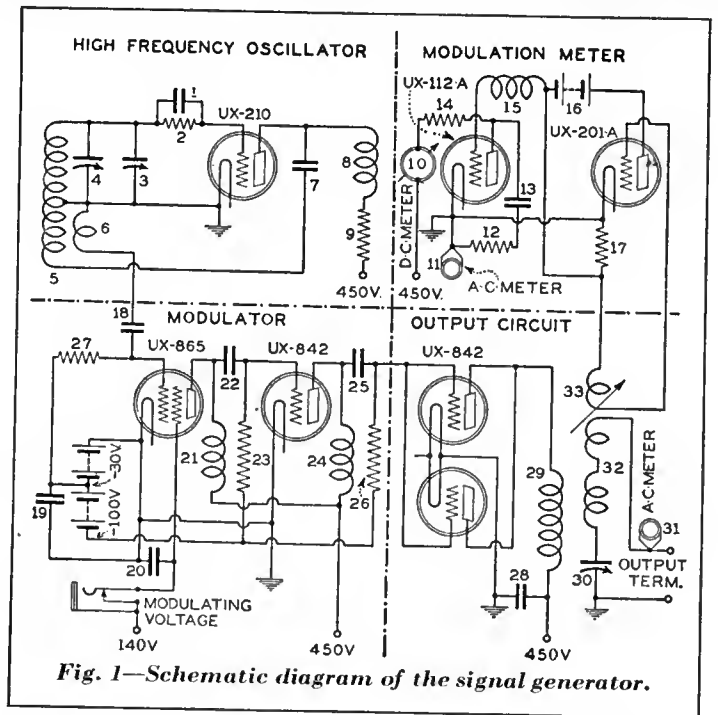 HIGH FREQUENCY OSCILLATOR
1
UX-210
2
4
3
5
6
7
8
9
450V.
MODULATION METER
UX-112-A
14
15
16
UX-201-A
10
D.C.METER
13
12
11
A.C.METER
17
450V.
MODULATOR
18
27
UX-865
22
UX-842
25
21
23
24
26
-30V
-100V
19
20
MODULATING
VOLTAGE
140V
450V
OUTPUT CIRCUIT
UX-842
33
32
29
A.C.METER
31
30
OUTPUT
TERM.
28
450V
Fig. 1—Schematic diagram of the signal generator.